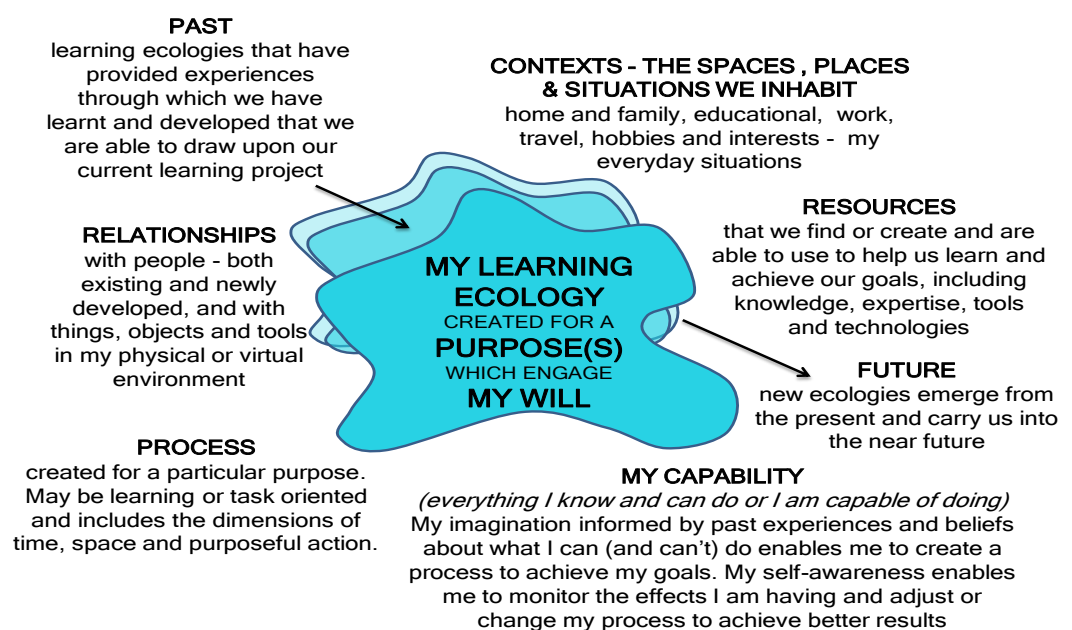 PAST
learning ecologies that have
provided experiences
through which we have
learnt and developed that we
are able to draw upon our
current learning project
CONTEXTS - THE SPACES , PLACES
& SITUATIONS WE INHABIT
home and family, educational,  work,
travel, hobbies and interests -  my
everyday situations
RELATIONSHIPS
with people - both
existing and newly
developed, and with
things, objects and tools
in my physical or virtual
environment
MY LEARNING
ECOLOGY
CREATED FOR A
PURPOSE(S)
WHICH ENGAGE
MY WILL
RESOURCES
that we find or create and are
able to use to help us learn and
achieve our goals, including
knowledge, expertise, tools
and technologies
FUTURE
new ecologies emerge from
the present and carry us into
the near future
PROCESS
created for a particular purpose.
May be learning or task oriented
and includes the dimensions of
time, space and purposeful action.
MY CAPABILITY
(everything I know and can do or I am capable of doing)
My imagination informed by past experiences and beliefs
about what I can (and can't) do enables me to create a
process to achieve my goals. My self-awareness enables
me to monitor the effects I am having and adjust or
change my process to achieve better results